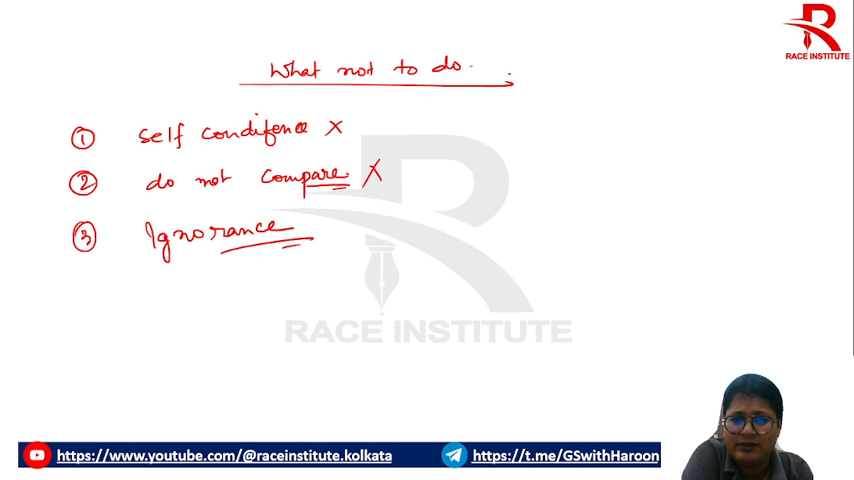 RACE INSTITUTE
What not to do.
① Self condifence X
② do not compare X
③ Ignorance
RACE INSTITUTE
https://www.youtube.com/@raceinstitute.kolkata https://t.me/GSwithHaroon